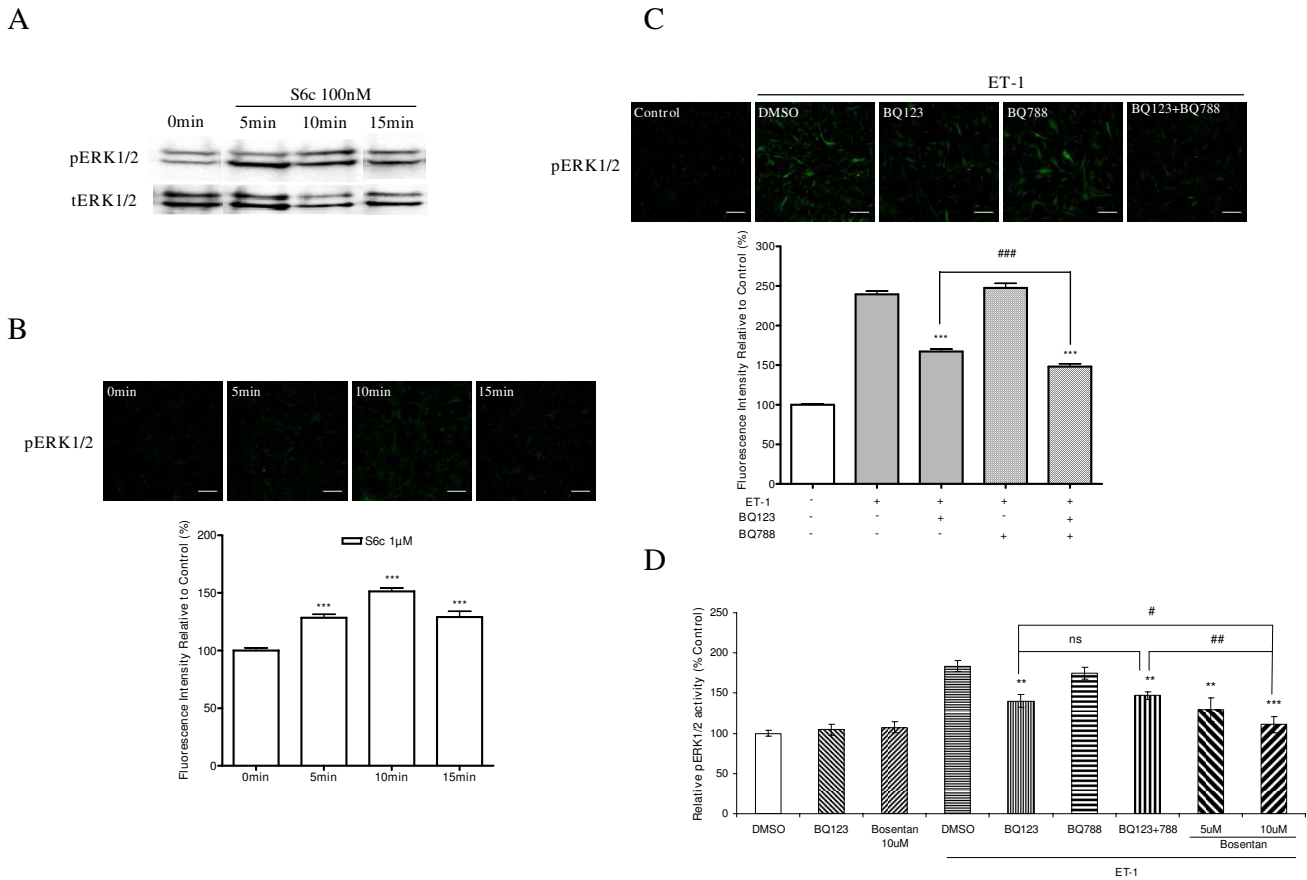 A
S6c 100nM
0min 5min 10min 15min
pERK1/2
tERK1/2
B
0min 5min 10min 15min
pERK1/2
Fluorescence Intensity Relative to Control (%)
200
150
100
50
0
S6c 1µM
*** *** ***
0min 5min 10min 15min
C
ET-1
Control DMSO BQ123 BQ788 BQ123+BQ788
pERK1/2
Fluorescence Intensity Relative to Control (%)
300
250
200
150
100
50
0
###
*** ***
ET-1 - + + + +
BQ123 - - + - +
BQ788 - - - + +
D
Relative pERK1/2 activity (% Control)
250
200
150
100
50
0
#
ns ##
** ** ** ***
DMSO BQ123 Bosentan 10uM DMSO BQ123 BQ788 BQ123+788 5uM 10uM
Bosentan
ET-1